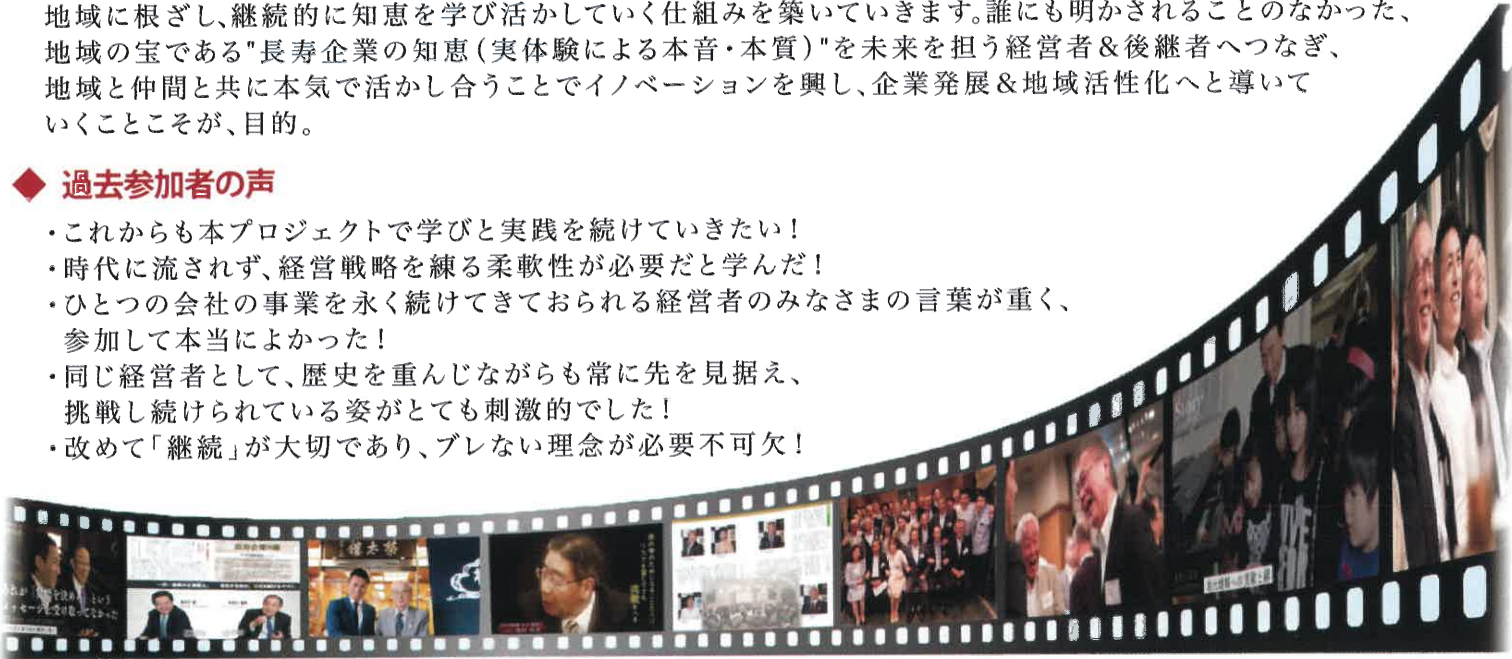 地域に根ざし、継続的に知恵を学び活かしていく仕組みを築いていきます。誰にも明かされることのなかった、
地域の宝である"長寿企業の知恵(実体験による本音・本質)"を未来を担う経営者&後継者へつなぎ、
地域と仲間と共に本気で活かし合うことでイノベーションを興し、企業発展&地域活性化へと導いて
いくことこそが、目的。
◆ 過去参加者の声
・これからも本プロジェクトで学びと実践を続けていきたい!
・時代に流されず、経営戦略を練る柔軟性が必要だと学んだ!
・ひとつの会社の事業を永く続けてきておられる経営者のみなさまの言葉が重く、
参加して本当によかった!
・同じ経営者として、歴史を重んじながらも常に先を見据え、
挑戦し続けられている姿がとても刺激的でした!
・改めて「継続」が大切であり、ブレない理念が必要不可欠!
Story